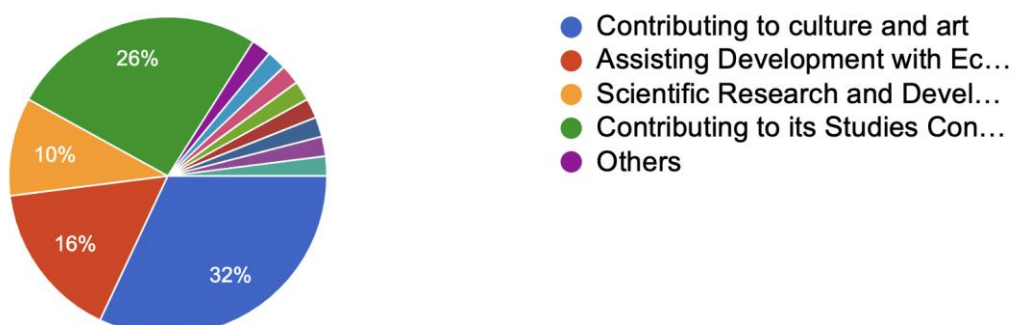 26%
10%
16%
32%
Contributing to culture and art
Assisting Development with Ec...
Scientific Research and Devel...
Contributing to its Studies Con...
Others